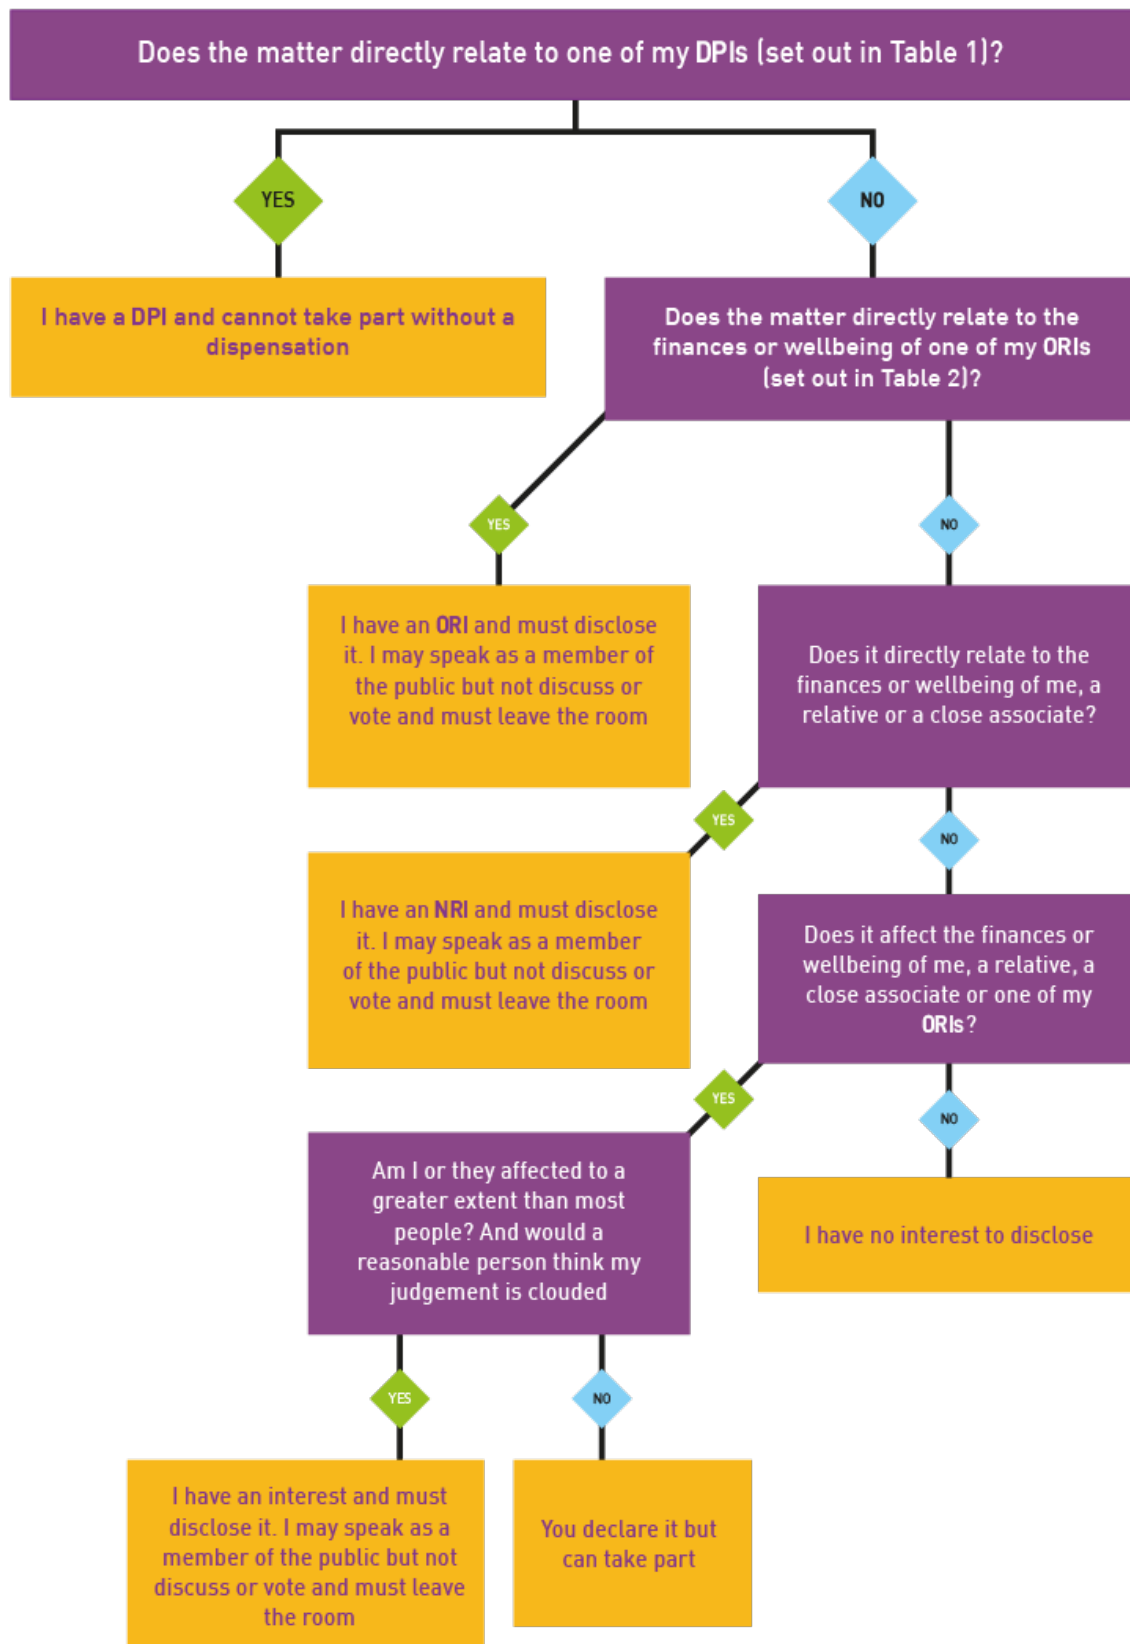 Does the matter directly relate to one of my DPIs (set out in Table 1)?
YES
NO
I have a DPI and cannot take part without a
dispensation
Does the matter directly relate to the
finances or wellbeing of one of my ORIs
(set out in Table 2)?
YES
NO
I have an ORI and must disclose
it. I may speak as a member of
the public but not discuss or
vote and must leave the room
Does it directly relate to the
finances or wellbeing of me, a
relative or a close associate?
YES
NO
I have an NRI and must disclose
it. I may speak as a member
of the public but not discuss or
vote and must leave the room
Does it affect the finances or
wellbeing of me, a relative, a
close associate or one of my
ORIs?
YES
NO
Am I or they affected to a
greater extent than most
people? And would a
reasonable person think my
judgement is clouded
I have no interest to disclose
YES
NO
I have an interest and must
disclose it. I may speak as a
member of the public but not
discuss or vote and must leave
the room
You declare it but
can take part